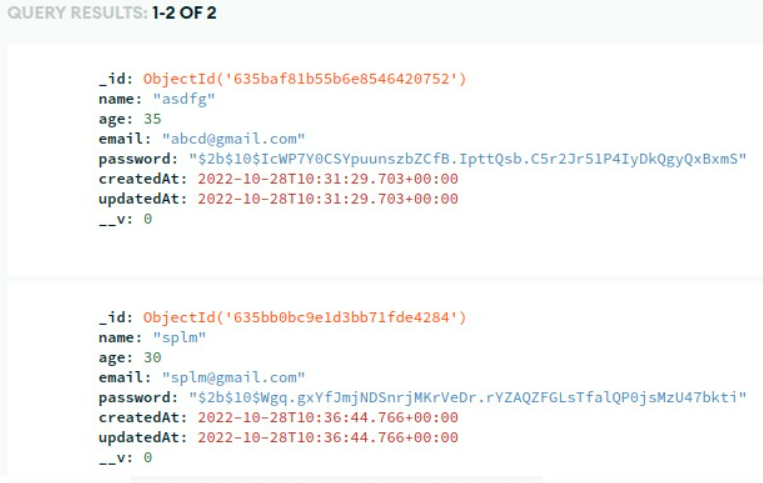 QUERY RESULTS: 1-2 OF 2
_id: ObjectId('635baf81b55b6e8546420752')
name: "asdfg"
age: 35
email: "abcd@gmail.com"
password: "$2b$10$IcWP7Y0CSYpuunszbZCfB.IpttQsb.C5r2Jr51P4IyDkQgyQxBxmS"
createdAt: 2022-10-28T10:31:29.703+00:00
updatedAt: 2022-10-28T10:31:29.703+00:00
__v: 0
_id: ObjectId('635bb0bc9e1d3bb71fde4284')
name: "splm"
age: 30
email: "splm@gmail.com"
password: "$2b$10$Wgq.gxYfJmjNDSnrjMKrVeDr.rYZAQZFGLsTfalQP0jsMzU47bkti"
createdAt: 2022-10-28T10:36:44.766+00:00
updatedAt: 2022-10-28T10:36:44.766+00:00
__v: 0